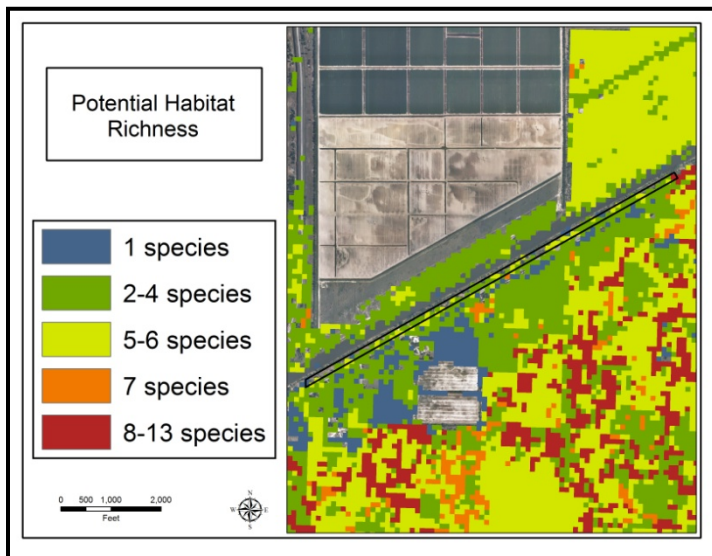 Potential Habitat
Richness
1 species
2-4 species
5-6 species
7 species
8-13 species
0 500 1,000 2,000
Feet
N
W E
S